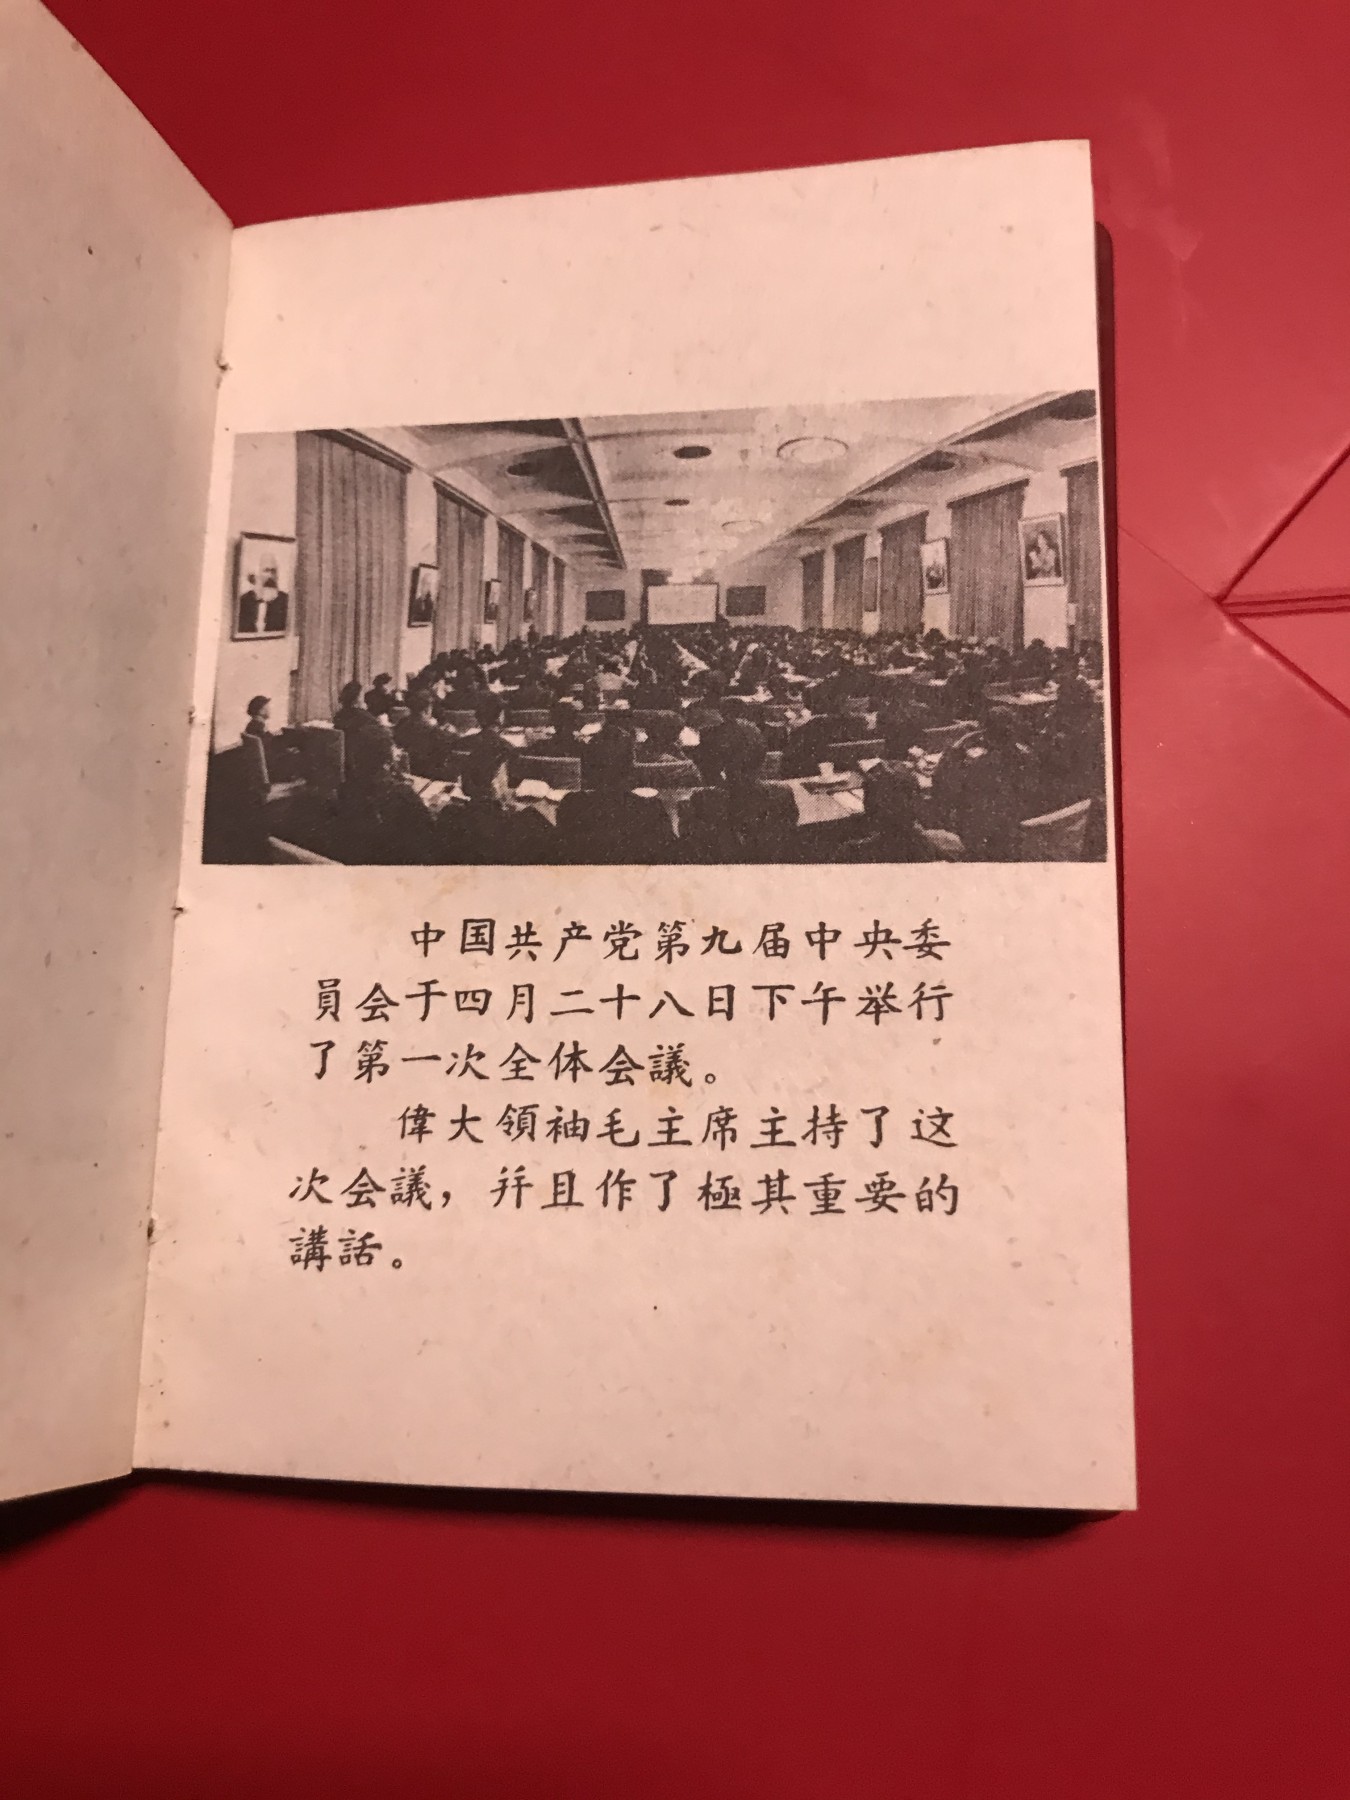 中国共产党第九届中央委
員会于四月二十八日下午举行
了第一次全体会議。
偉大領袖毛主席主持了这
次会議，并且作了極其重要的
講話。